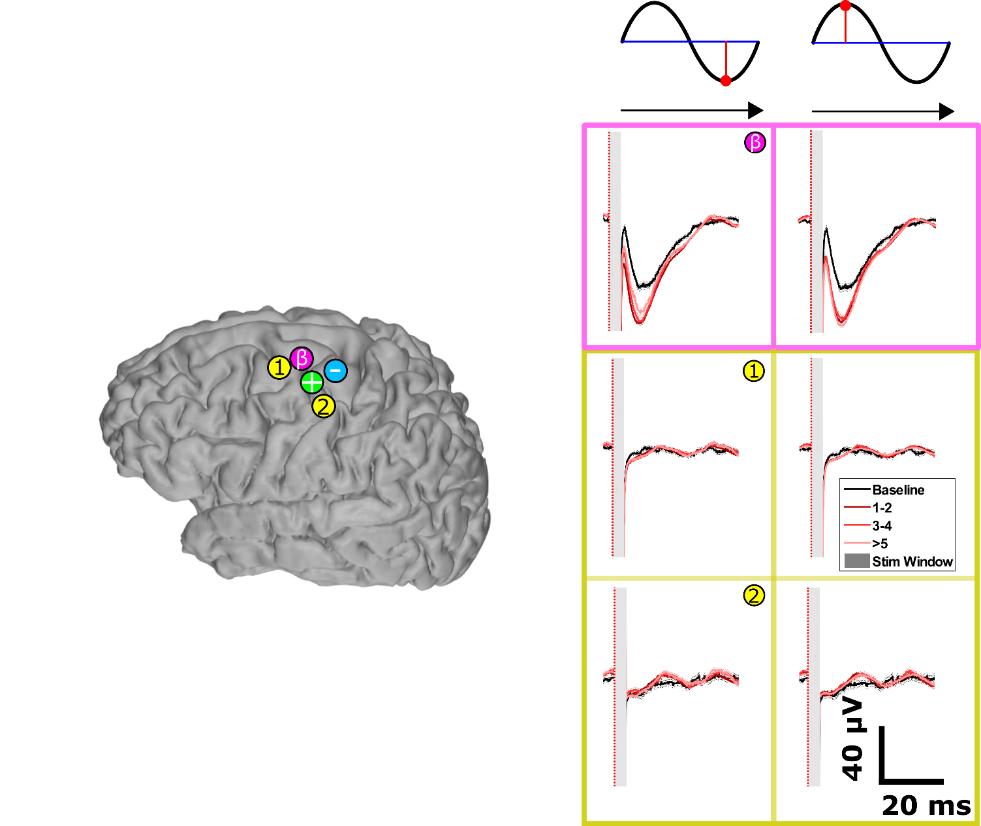 β
1
β
−
+
2
1
Baseline
1-2
3-4
>5
Stim Window
2
40 μV
20 ms